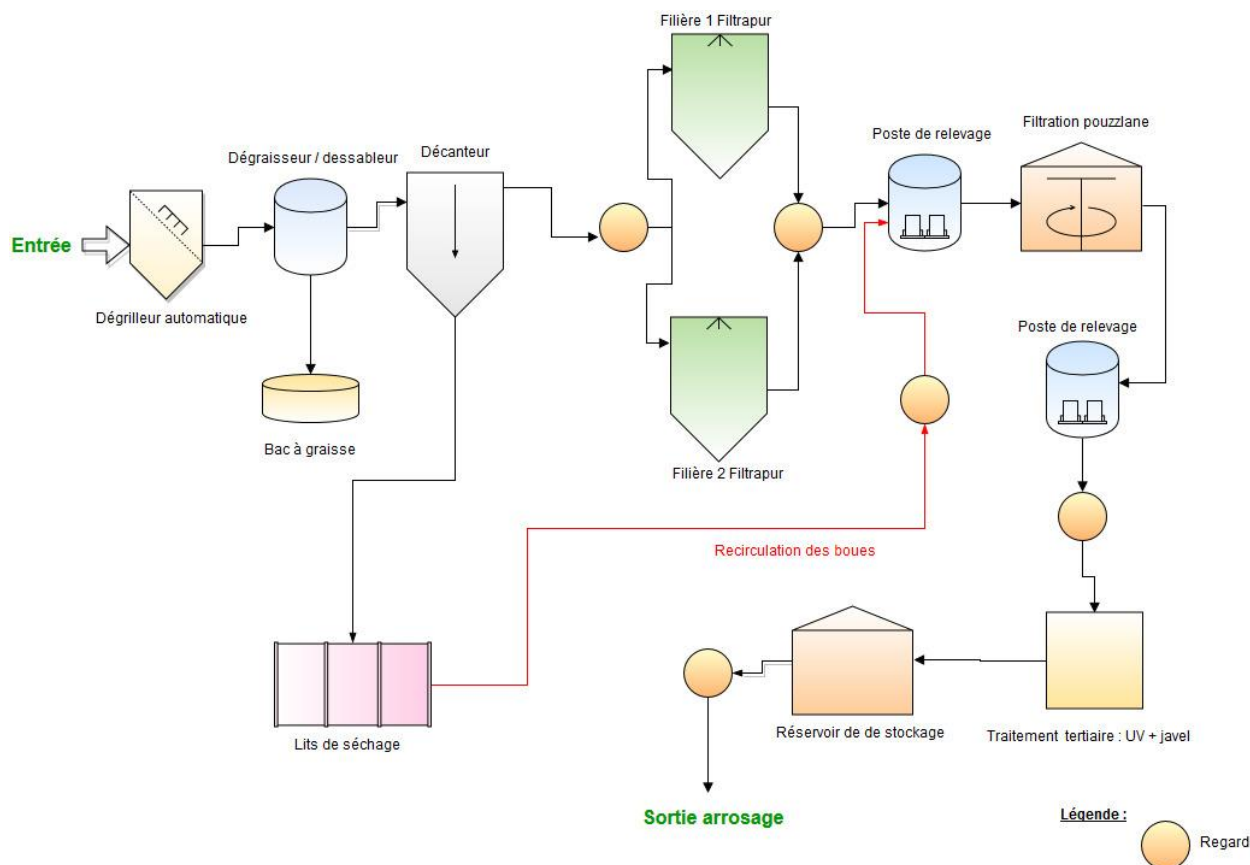 Filière 1 Filtrapur
Poste de relevage
Filtration pouzzlane
Dégraisseur / dessableur
Décanteur
Entrée
Dégrilleur automatique
Poste de relevage
Bac à graisse
Filière 2 Filtrapur
Recirculation des boues
Lits de séchage
Réservoir de de stockage
Traitement tertiaire : UV + javel
Sortie arrosage
Légende :
Regard